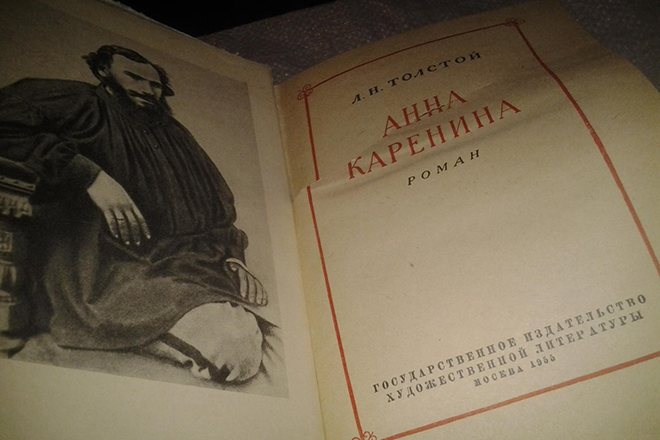 Л. Н. ТОЛСТОЙ
АННА
КАРЕНИНА
РОМАН
ГОСУДАРСТВЕННОЕ ИЗДАТЕЛЬСТВО
ХУДОЖЕСТВЕННОЙ ЛИТЕРАТУРЫ
МОСКВА